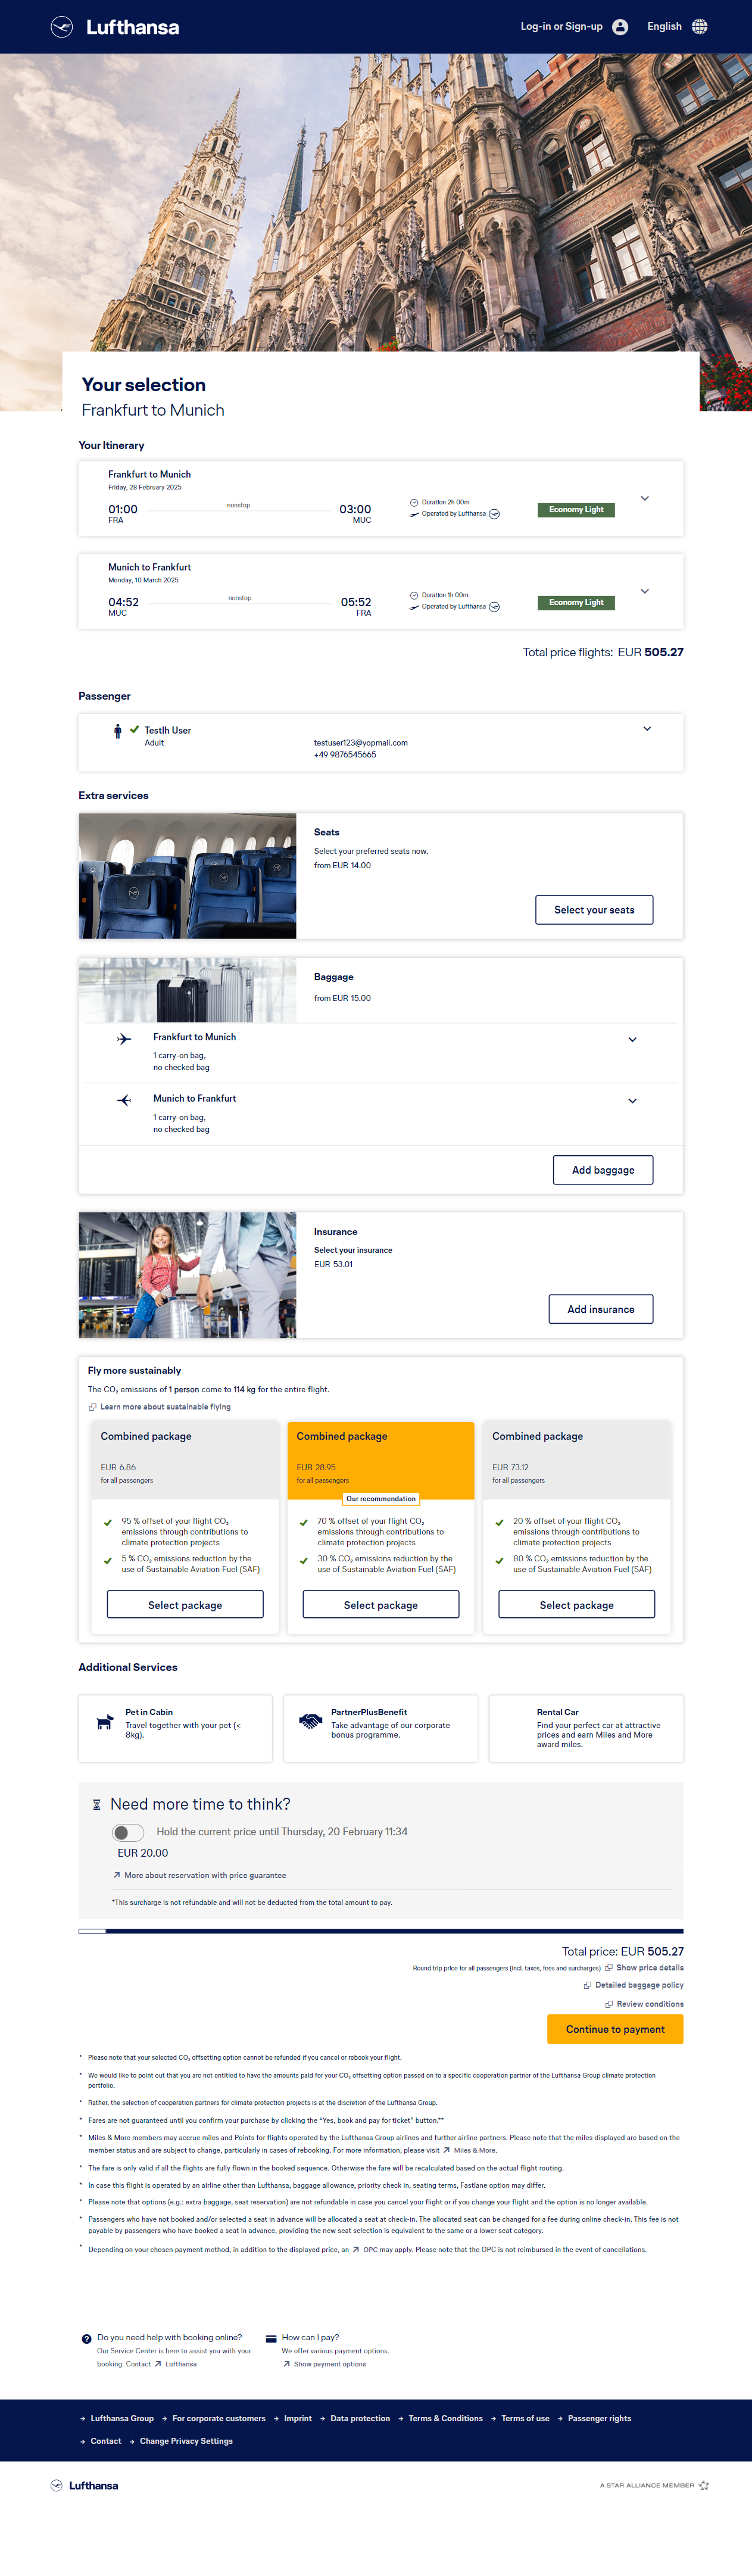 Lufthansa
Log-in or Sign-up
English
Your selection
Frankfurt to Munich
Your Itinerary
Frankfurt to Munich
Friday, 28 February 2025
01:00
nonstop
03:00
FRA
MUC
Duration 2h 00m
Operated by Lufthansa
Economy Light
Munich to Frankfurt
Monday, 10 March 2025
04:52
nonstop
05:52
MUC
FRA
Duration 1h 00m
Operated by Lufthansa
Economy Light
Total price flights: EUR 505.27
Passenger
Testlh User
Adult
testuser123@yopmail.com
+49 9876545665
Extra services
Seats
Select your preferred seats now.
from EUR 14.00
Select your seats
Baggage
from EUR 15.00
Frankfurt to Munich
1 carry-on bag,
no checked bag
Munich to Frankfurt
1 carry-on bag,
no checked bag
Add baggage
Insurance
Select your insurance
EUR 53.01
Add insurance
Fly more sustainably
The CO₂ emissions of 1 person come to 114 kg for the entire flight.
Learn more about sustainable flying
Combined package
EUR 6.86
for all passengers
95 % offset of your flight CO₂
emissions through contributions to
climate protection projects
5 % CO₂ emissions reduction by the
use of Sustainable Aviation Fuel (SAF)
Select package
Combined package
EUR 28.95
for all passengers
Our recommendation
70 % offset of your flight CO₂
emissions through contributions to
climate protection projects
30 % CO₂ emissions reduction by the
use of Sustainable Aviation Fuel (SAF)
Select package
Combined package
EUR 73.12
for all passengers
20 % offset of your flight CO₂
emissions through contributions to
climate protection projects
80 % CO₂ emissions reduction by the
use of Sustainable Aviation Fuel (SAF)
Select package
Additional Services
Pet in Cabin
Travel together with your pet (<
8kg).
PartnerPlusBenefit
Take advantage of our corporate
bonus programme.
Rental Car
Find your perfect car at attractive
prices and earn Miles and More
award miles.
Need more time to think?
Hold the current price until Thursday, 20 February 11:34
EUR 20.00
More about reservation with price guarantee
*This surcharge is not refundable and will not be deducted from the total amount to pay.
Total price: EUR 505.27
Round trip price for all passengers (incl. taxes, fees and surcharges) Show price details
Detailed baggage policy
Review conditions
Continue to payment
* Please note that your selected CO₂ offsetting option cannot be refunded if you cancel or rebook your flight.
* We would like to point out that you are not entitled to have the amounts paid for your CO₂ offsetting option passed on to a specific cooperation partner of the Lufthansa Group climate protection
portfolio.
* Rather, the selection of cooperation partners for climate protection projects is at the discretion of the Lufthansa Group.
* Fares are not guaranteed until you confirm your purchase by clicking the "Yes, book and pay for ticket" button.**
* Miles & More members may accrue miles and Points for flights operated by the Lufthansa Group airlines and further airline partners. Please note that the miles displayed are based on the
member status and are subject to change, particularly in cases of rebooking. For more information, please visit Miles & More.
* The fare is only valid if all the flights are fully flown in the booked sequence. Otherwise the fare will be recalculated based on the actual flight routing.
* In case this flight is operated by an airline other than Lufthansa, baggage allowance, priority check in, seating terms, Fastlane option may differ.
* Please note that options (e.g.: extra baggage, seat reservation) are not refundable in case you cancel your flight or if you change your flight and the option is no longer available.
* Passengers who have not booked and/or selected a seat in advance will be allocated a seat at check-in. The allocated seat can be changed for a fee during online check-in. This fee is not
payable by passengers who have booked a seat in advance, providing the new seat selection is equivalent to the same or a lower seat category.
* Depending on your chosen payment method, in addition to the displayed price, an OPC may apply. Please note that the OPC is not reimbursed in the event of cancellations.
Do you need help with booking online?
Our Service Center is here to assist you with your
booking. Contact Lufthansa
How can I pay?
We offer various payment options.
Show payment options
Lufthansa Group
For corporate customers
Imprint
Data protection
Terms & Conditions
Terms of use
Passenger rights
Contact
Change Privacy Settings
Lufthansa
A STAR ALLIANCE MEMBER